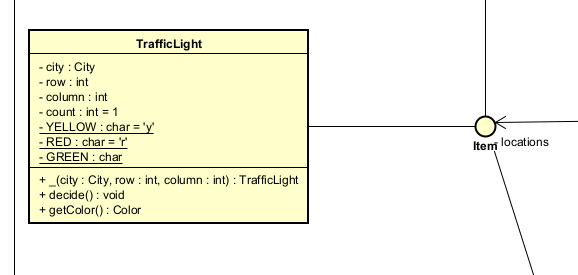 TrafficLight
- city : City
- row : int
- column : int
- count : int = 1
- YELLOW : char = 'y'
- RED : char = 'r'
- GREEN : char
+ _(city : City, row : int, column : int) : TrafficLight
+ decide() : void
+ getColor() : Color
Item
- locations